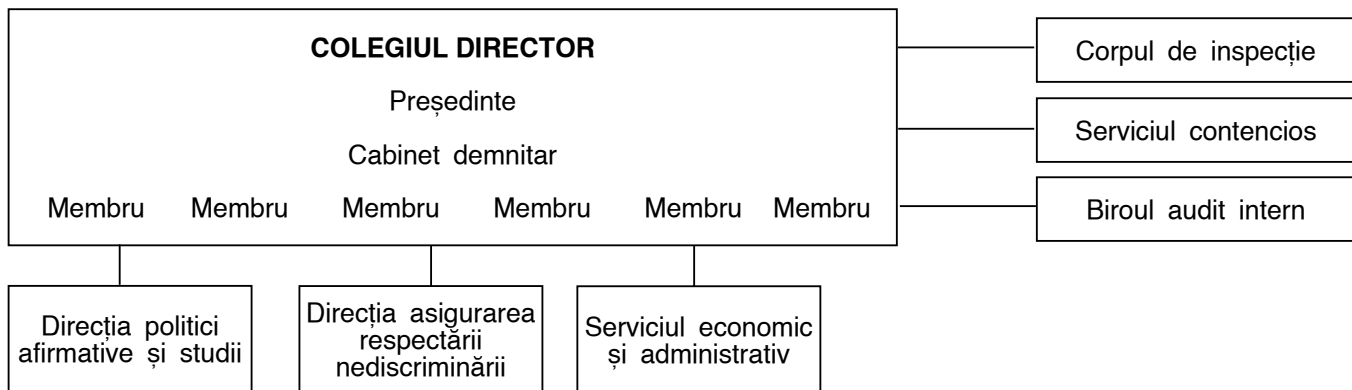 COLEGIUL DIRECTOR
Președinte
Cabinet demnitar
Membru Membru Membru Membru Membru Membru
Corpul de inspecție
Serviciul contencios
Biroul audit intern
Direcția politici
afirmative și studii
Direcția asigurarea
respectării
nediscriminării
Serviciul economic
și administrativ